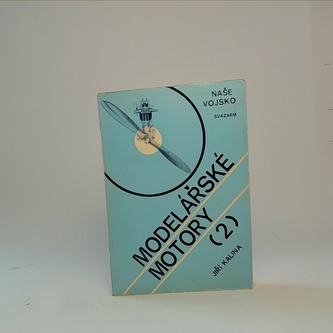 NAŠE
VOJSKO
SVAZARM
MODELÁŘSKÉ
MOTORY (2)
JIŘÍ KALINA